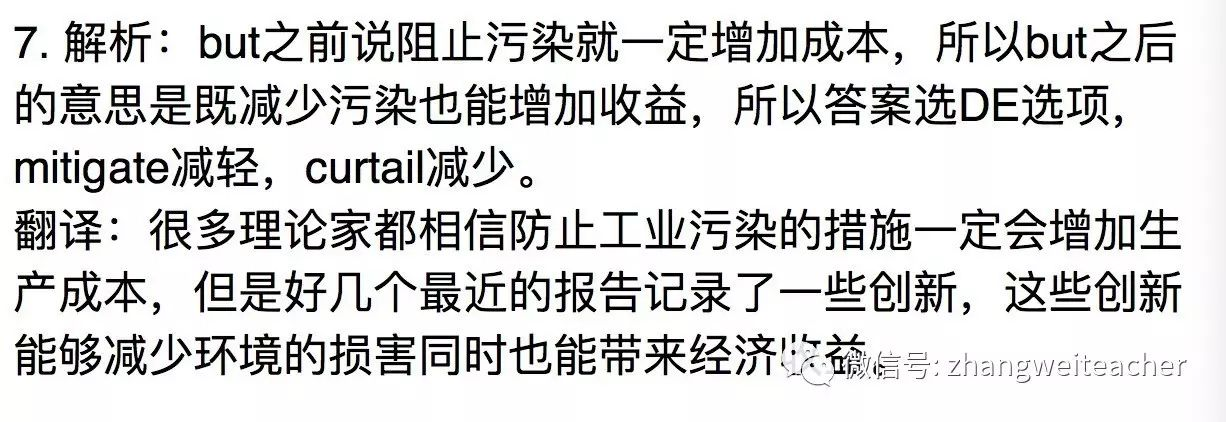 7. 解析：but之前说阻止污染就一定增加成本，所以but之后
的意思是既减少污染也能增加收益，所以答案选DE选项，
mitigate减轻，curtail减少。
翻译：很多理论家都相信防止工业污染的措施一定会增加生
产成本，但是好几个最近的报告记录了一些创新，这些创新
能够减少环境的损害同时也能带来经济收益。
微信号: zhangweiteacher